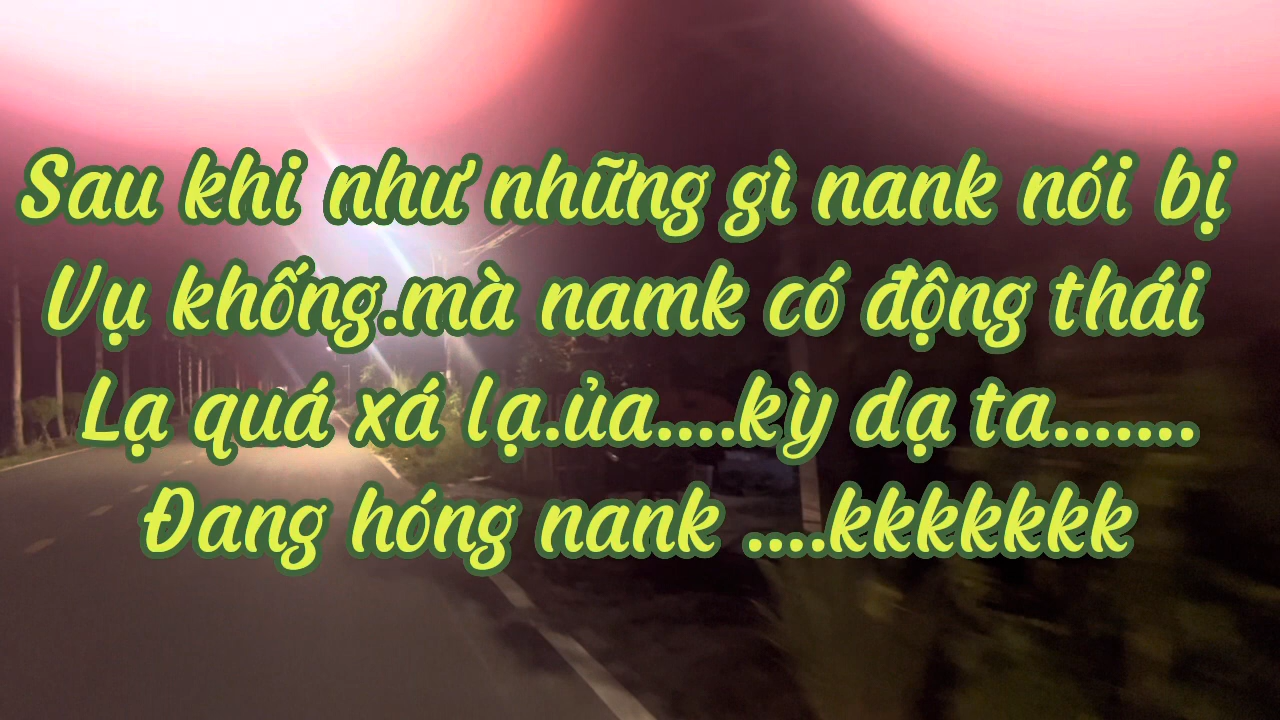 Sau khi như những gì nank nói bị
Vụ khống.mà namk có động thái
Lạ quá xá lạ.ủa....kỳ dạ ta.......
Đang hóng nank ....kkkkkkk